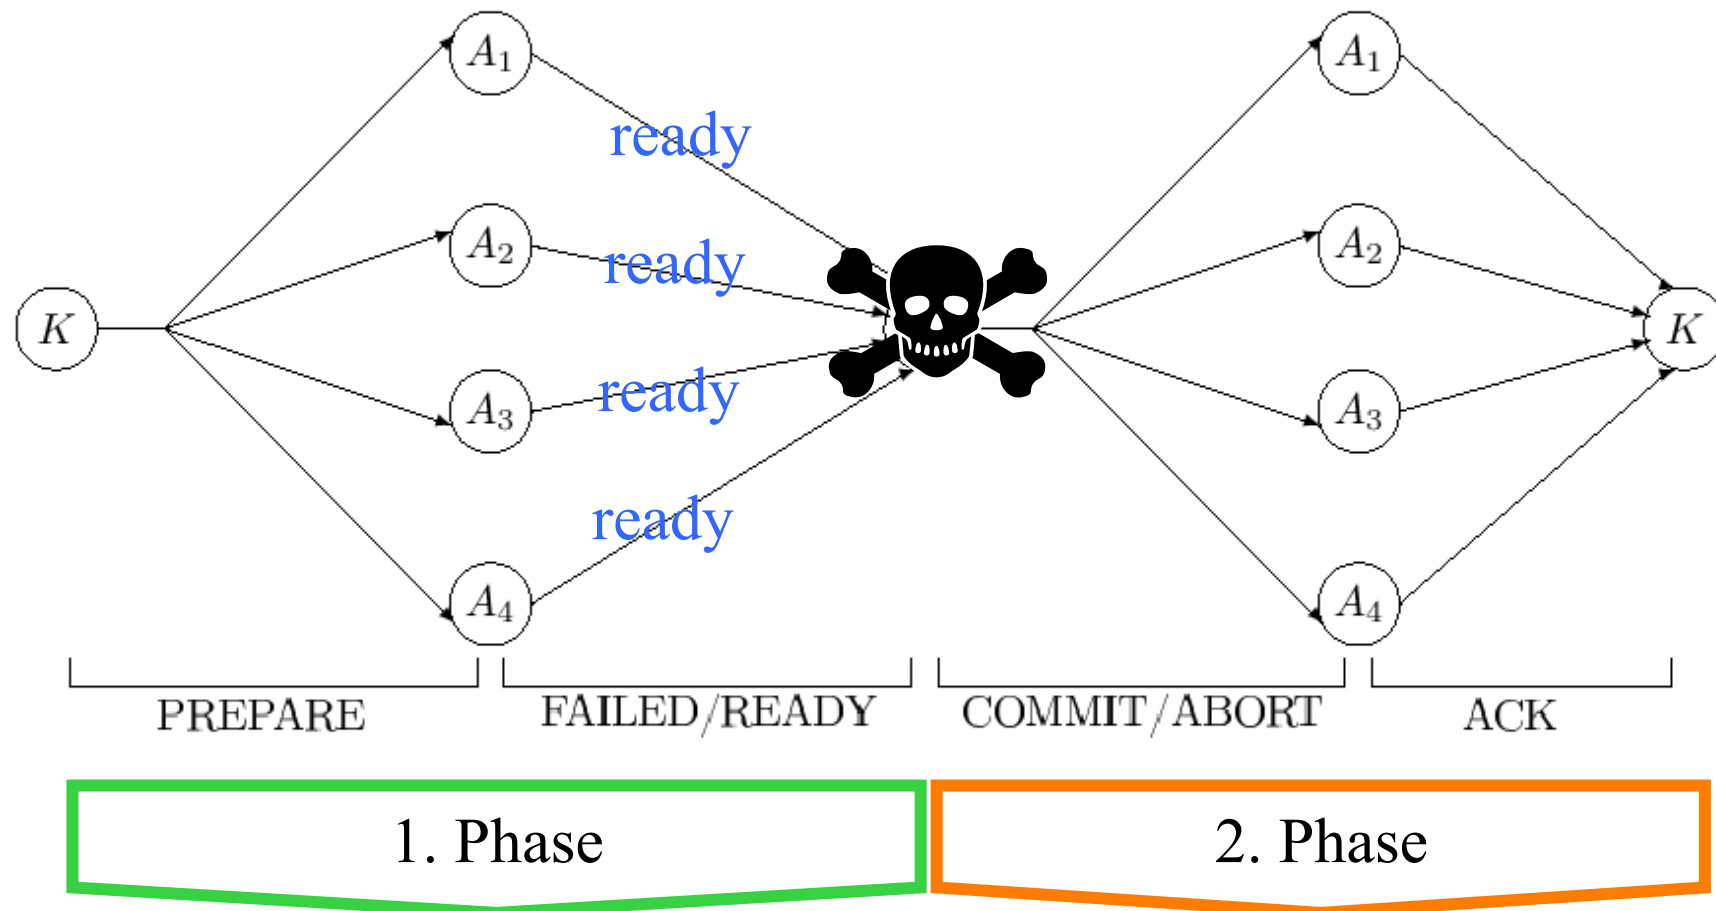 A1
A1
ready
A2
ready
A2
K
K
ready
A3
A3
ready
A4
A4
PREPARE
FAILED/READY
COMMIT/ABORT
ACK
1. Phase
2. Phase